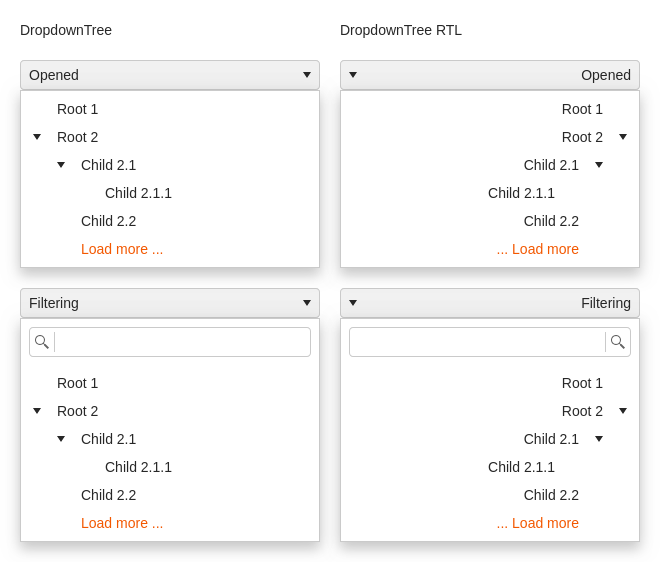 DropdownTree
Opened
Root 1
Root 2
Child 2.1
Child 2.1.1
Child 2.2
Load more ...
Filtering
Root 1
Root 2
Child 2.1
Child 2.1.1
Child 2.2
Load more ...
DropdownTree RTL
Opened
Root 1
Root 2
Child 2.1
Child 2.1.1
Child 2.2
... Load more
Filtering
Root 1
Root 2
Child 2.1
Child 2.1.1
Child 2.2
... Load more